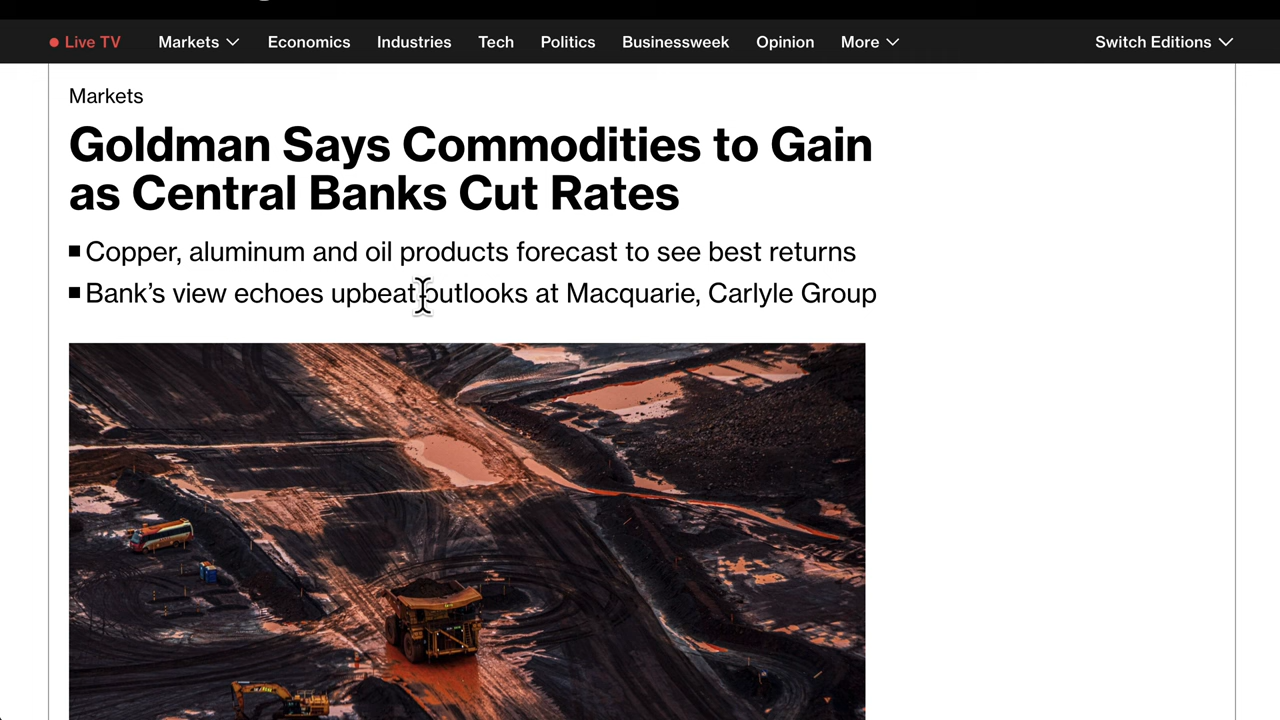 Live TV Markets Economics Industries Tech Politics Businessweek Opinion More Switch Editions
Markets
Goldman Says Commodities to Gain
as Central Banks Cut Rates
Copper, aluminum and oil products forecast to see best returns
Bank’s view echoes upbeat outlooks at Macquarie, Carlyle Group